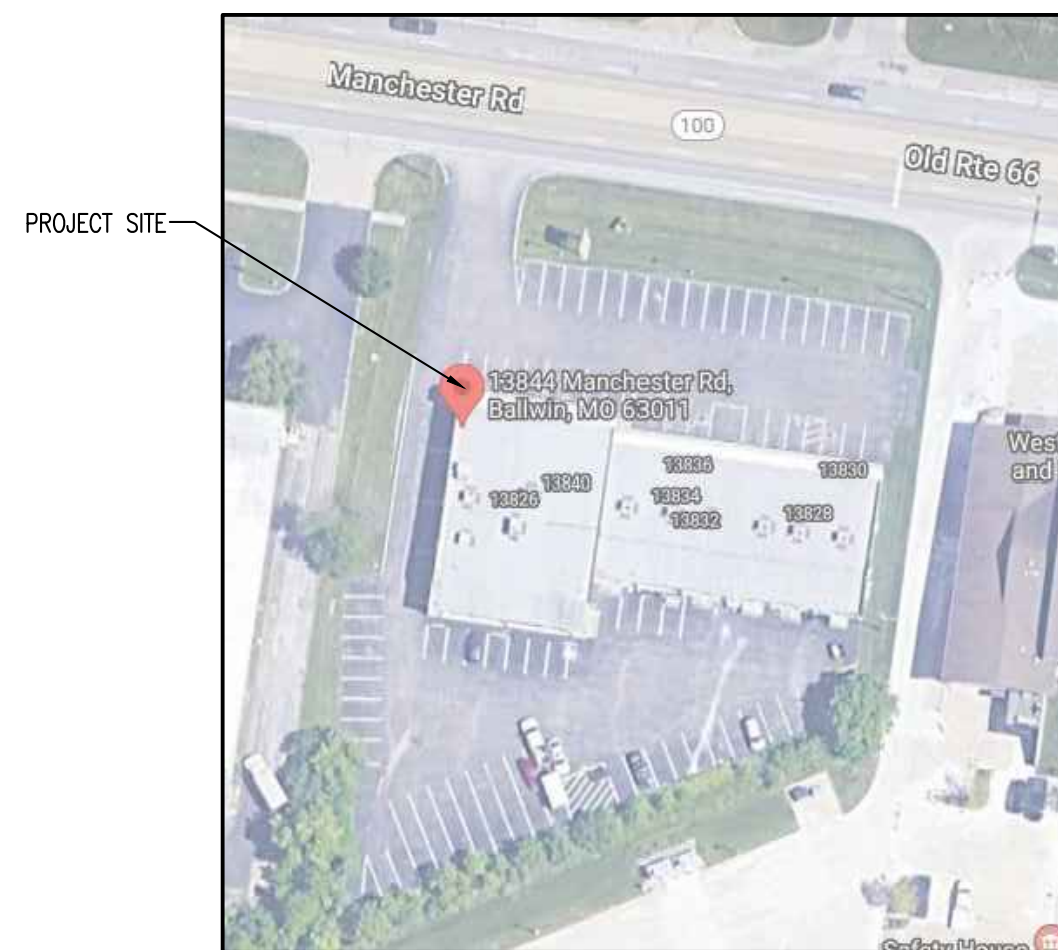 Manchester Rd
100
Old Rte 66
PROJECT SITE
13844 Manchester Rd,
Ballwin, MO 63011
13836
13830
13840
13826
13834
13832
13828
Wes
and
Safety House